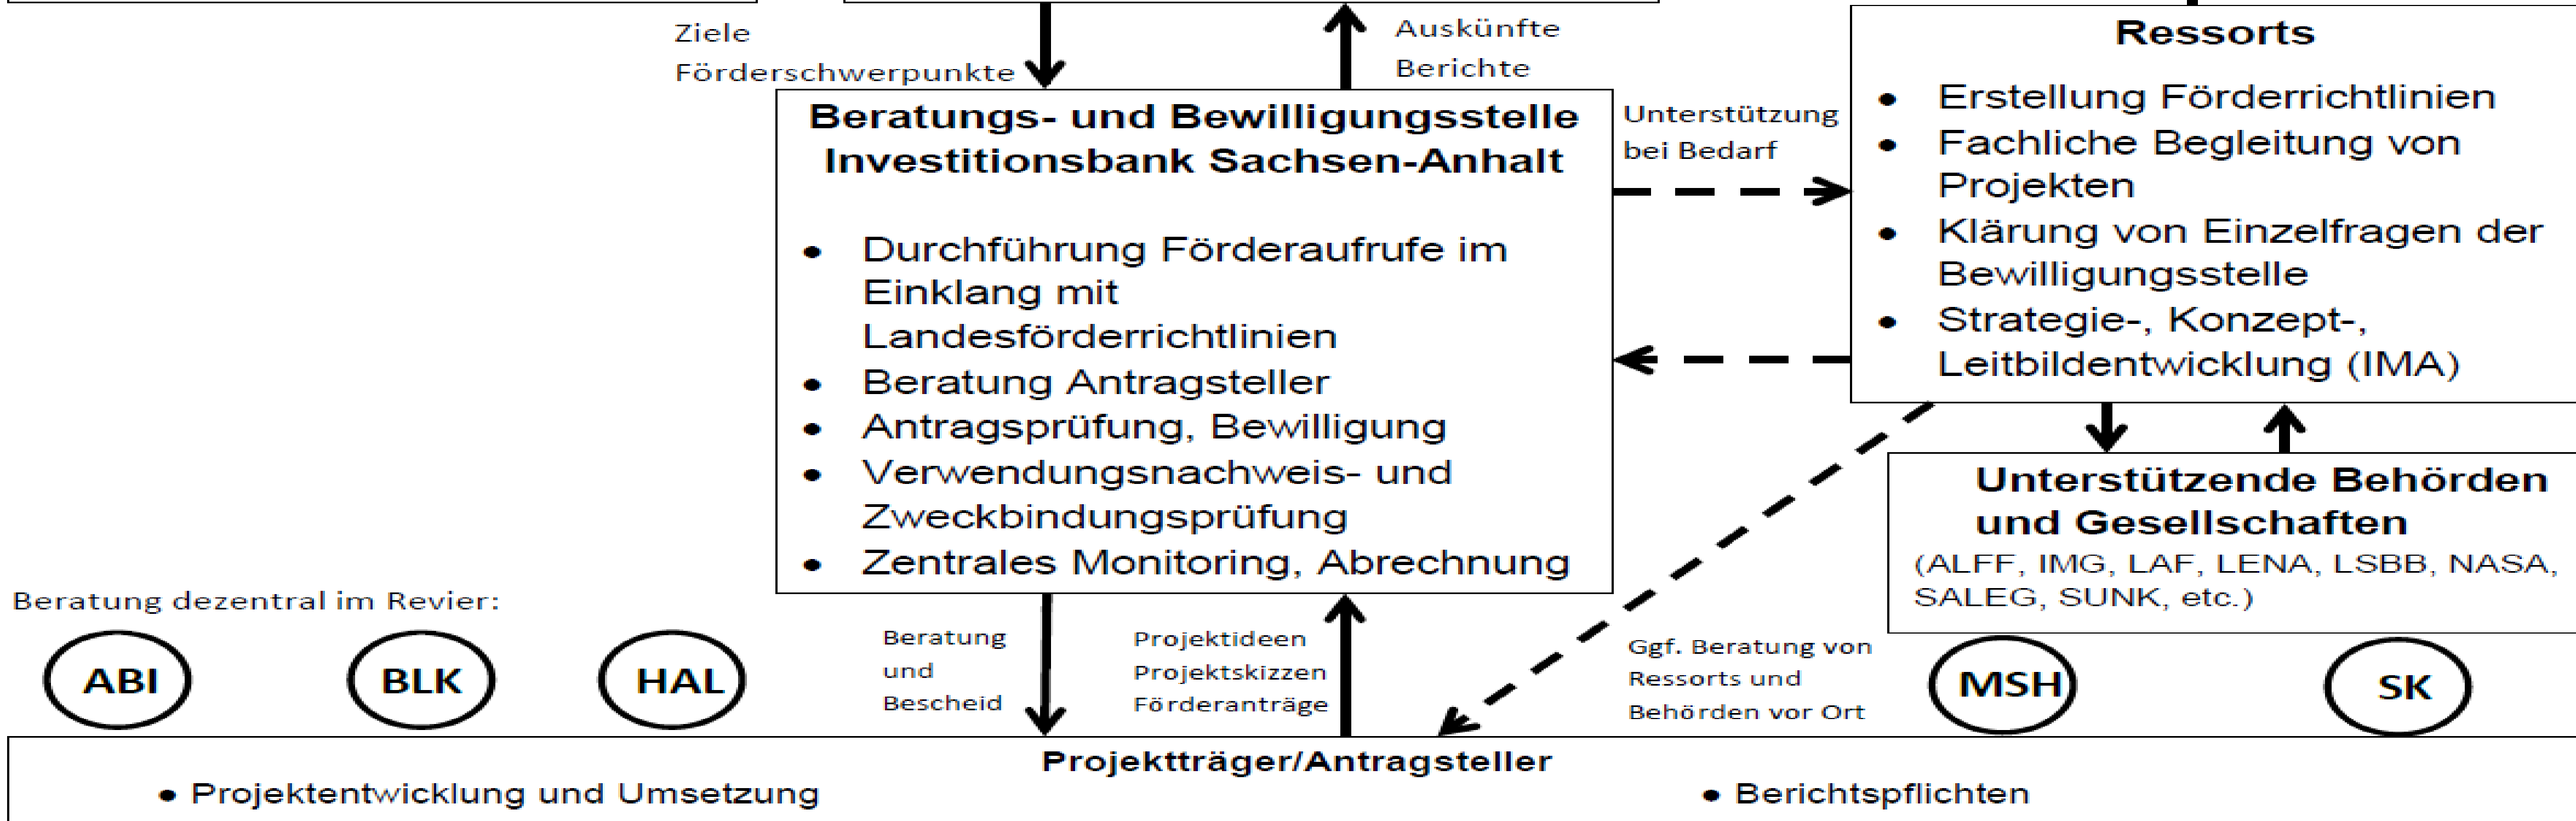 Ziele
Förderschwerpunkte
Auskünfte
Berichte
Beratungs- und Bewilligungsstelle
Investitionsbank Sachsen-Anhalt
• Durchführung Förderaufrufe im
Einklang mit
Landesförderrichtlinien
• Beratung Antragsteller
• Antragsprüfung, Bewilligung
• Verwendungsnachweis- und
Zweckbindungsprüfung
• Zentrales Monitoring, Abrechnung
Unterstützung
bei Bedarf
Ressorts
• Erstellung Förderrichtlinien
• Fachliche Begleitung von
Projekten
• Klärung von Einzelfragen der
Bewilligungsstelle
• Strategie-, Konzept-,
Leitbildentwicklung (IMA)
Unterstützende Behörden
und Gesellschaften
(ALFF, IMG, LAF, LENA, LSBB, NASA,
SALEG, SUNK, etc.)
Beratung dezentral im Revier:
ABI
BLK
HAL
Beratung
und
Bescheid
Projektideen
Projektskizzen
Förderanträge
Ggf. Beratung von
Ressorts und
Behörden vor Ort
MSH
SK
Projektträger/Antragsteller
• Projektentwicklung und Umsetzung
• Berichtspflichten